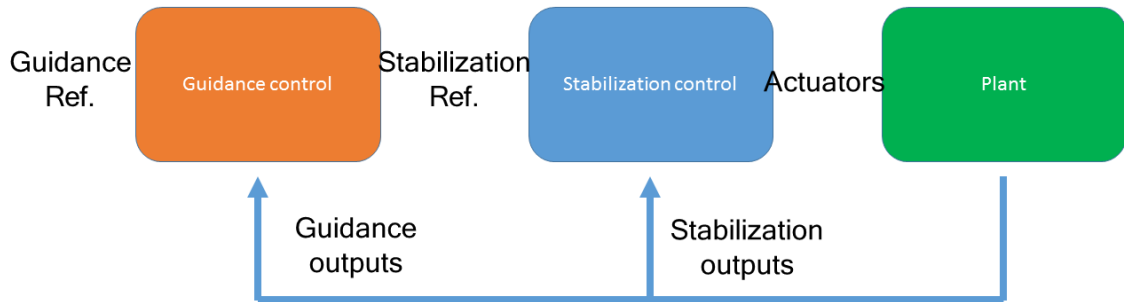 Guidance
Ref.
Guidance control
Stabilization
Ref.
Stabilization control
Actuators
Plant
Guidance
outputs
Stabilization
outputs